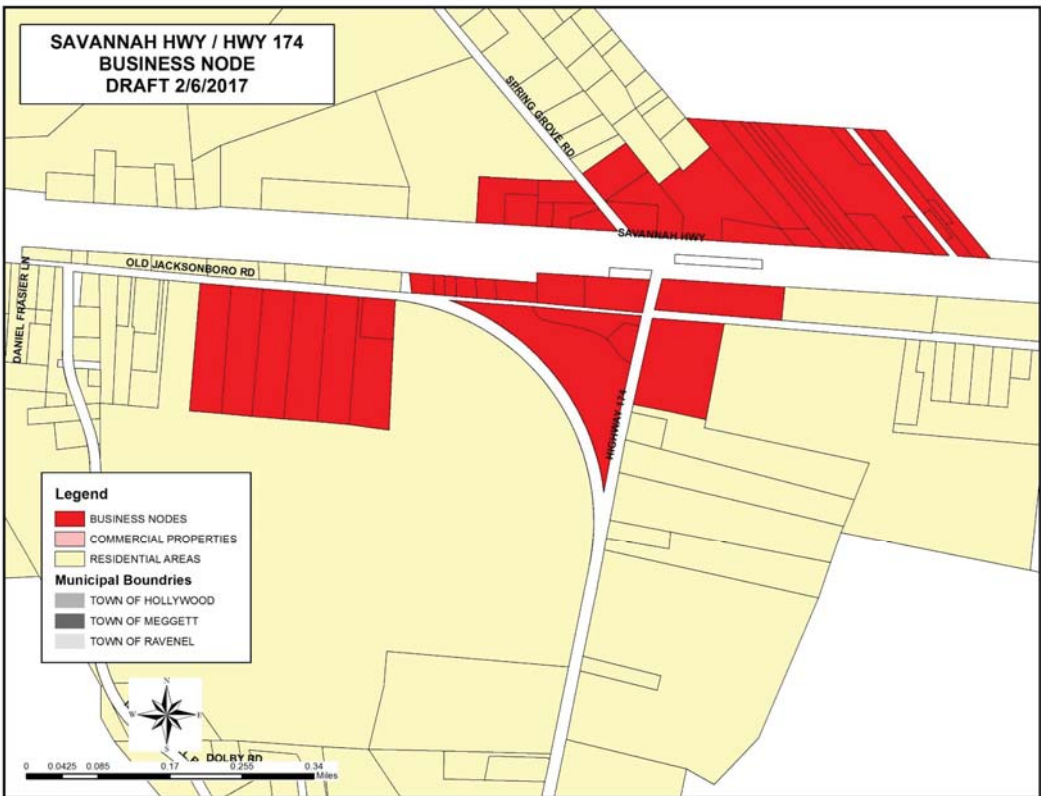 SAVANNAH HWY / HWY 174
BUSINESS NODE
DRAFT 2/6/2017
SPRING GROVE RD
SAVANNAH HWY
OLD JACKSONBORO RD
DANIEL FRASIER LN
HIGHWAY 174
Legend
BUSINESS NODES
COMMERCIAL PROPERTIES
RESIDENTIAL AREAS
Municipal Boundries
TOWN OF HOLLYWOOD
TOWN OF MEGGETT
TOWN OF RAVENEL
N
W E
S
DOLBY RD
0 0.0425 0.085 0.17 0.255 0.34
Miles